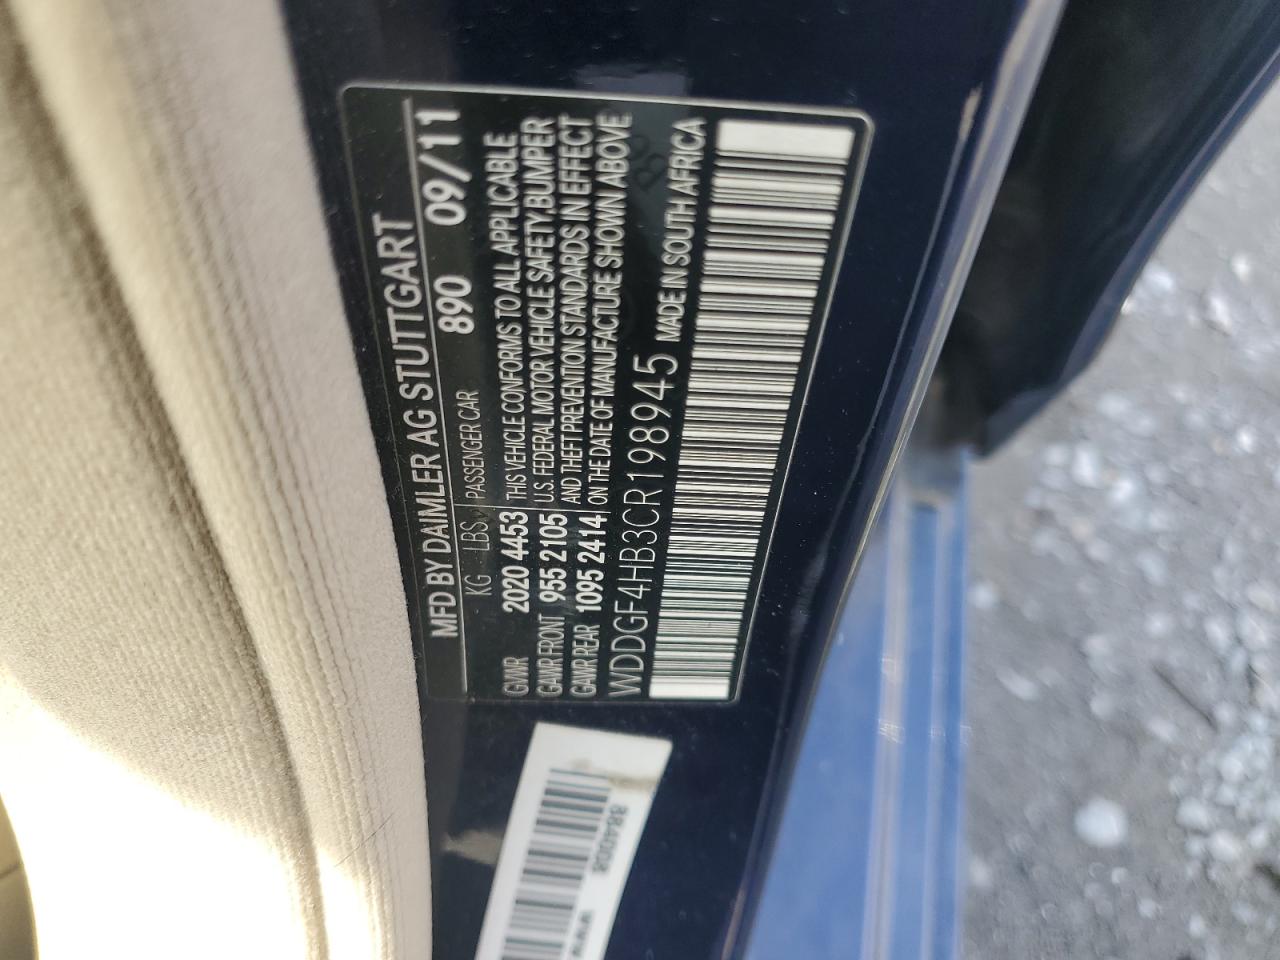 MFD BY DAIMLER AG STUTTGART
890 09/11
KG LBS. PASSENGER CAR
GVWR 2020 4453 THIS VEHICLE CONFORMS TO ALL APPLICABLE
GAWR FRONT 955 2105 U.S. FEDERAL MOTOR VEHICLE SAFETY,BUMPER
GAWR REAR 1095 2414 AND THEFT PREVENTION STANDARDS IN EFFECT
ON THE DATE OF MANUFACTURE SHOWN ABOVE
WDDGF4HB3CR198945 MADE IN SOUTH AFRICA